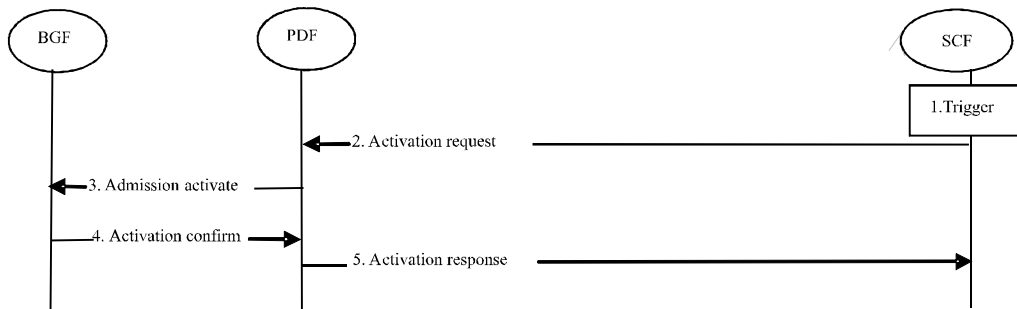 BGF
PDF
SCF
1.Trigger
2. Activation request
3. Admission activate
4. Activation confirm
5. Activation response